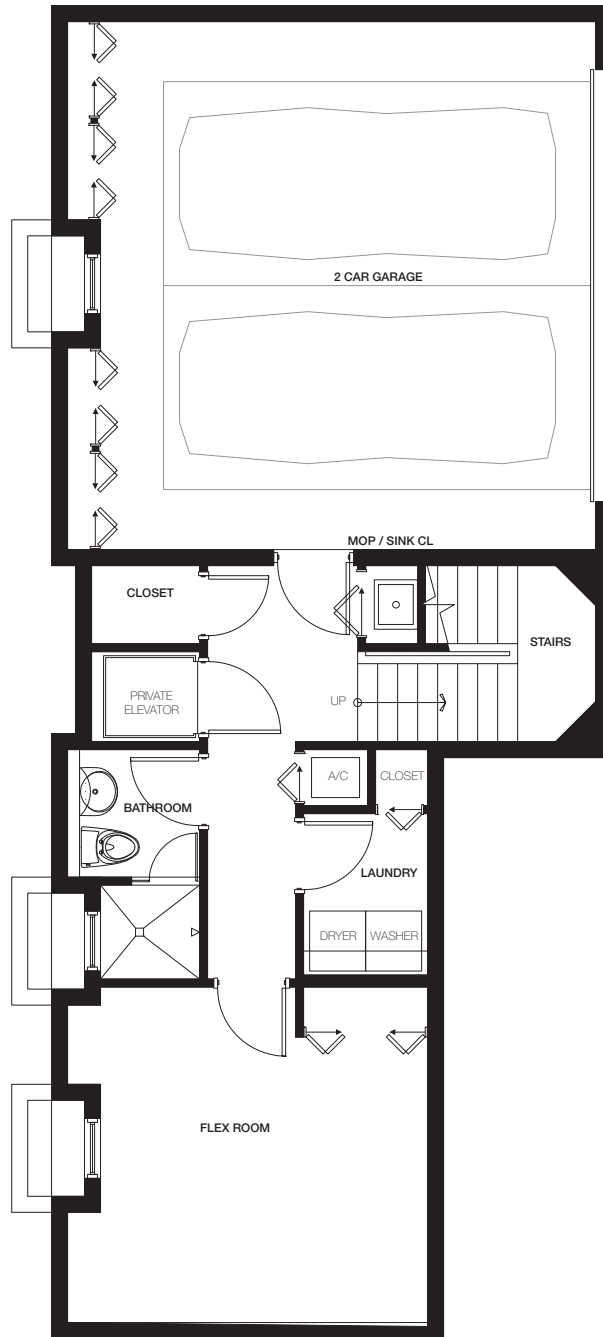 2 CAR GARAGE
MOP / SINK CL
CLOSET
STAIRS
PRIVATE
ELEVATOR
UP
A/C
CLOSET
BATHROOM
LAUNDRY
DRYER
WASHER
FLEX ROOM